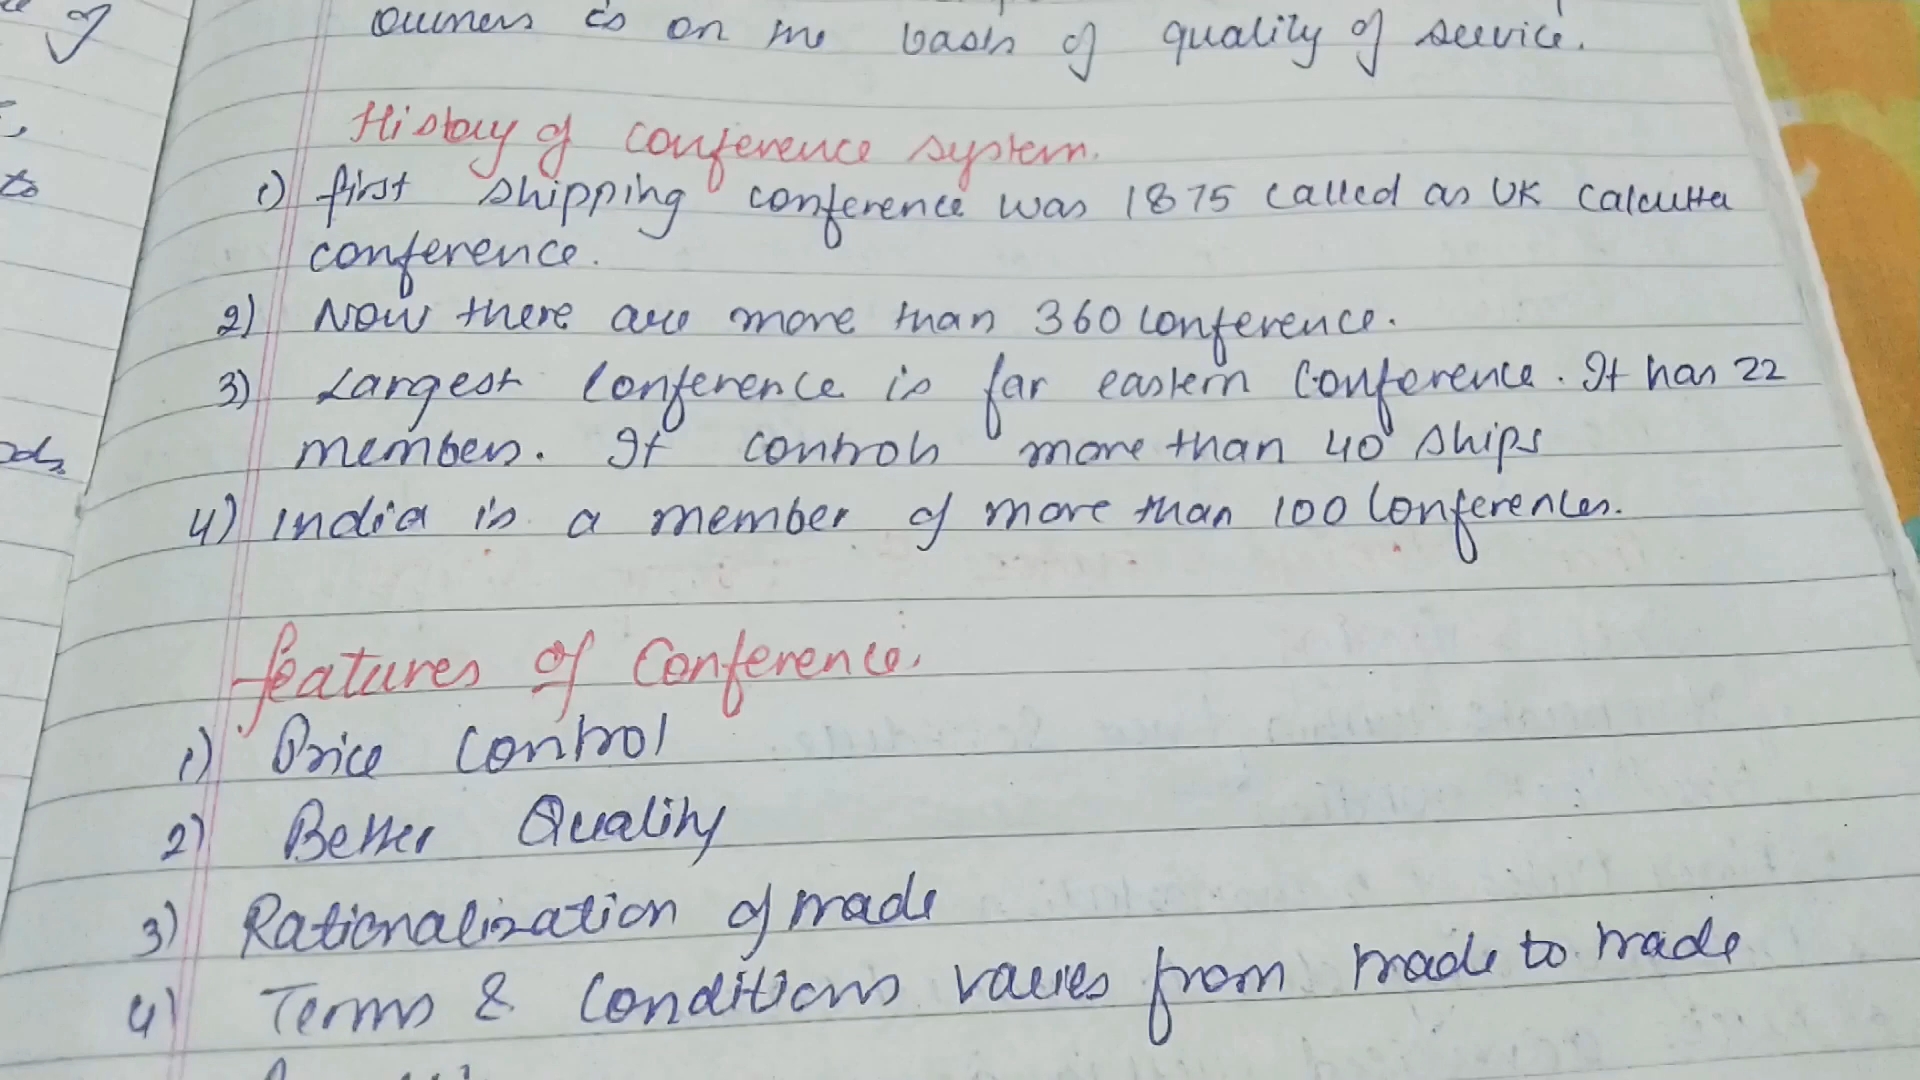 owners is on the basis of quality of service.
History of conference system.
1) first shipping conference was 1875 called as UK Calcutta
conference.
2) Now there are more than 360 conference.
3) Largest conference is far eastern conference. It has 22
members. It controls more than 40 ships
4) india is a member of more than 100 conferences.
features of Conference.
1) Price control
2) Better Quality
3) Rationalization of trade
4) Terms & Conditions varies from trade to trade
of
to